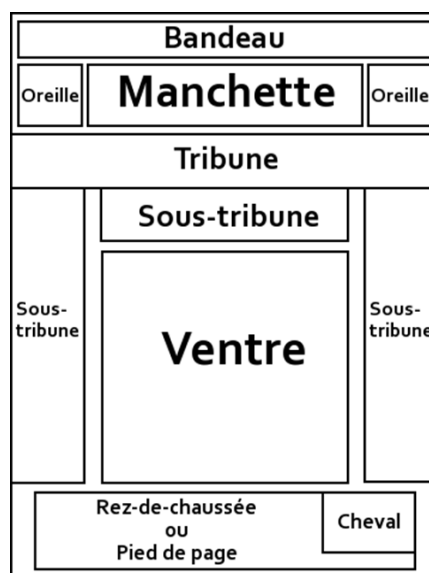 Bandeau
Oreille
Manchette
Oreille
Tribune
Sous-tribune
Sous-
tribune
Ventre
Sous-
tribune
Rez-de-chaussée
ou
Pied de page
Cheval